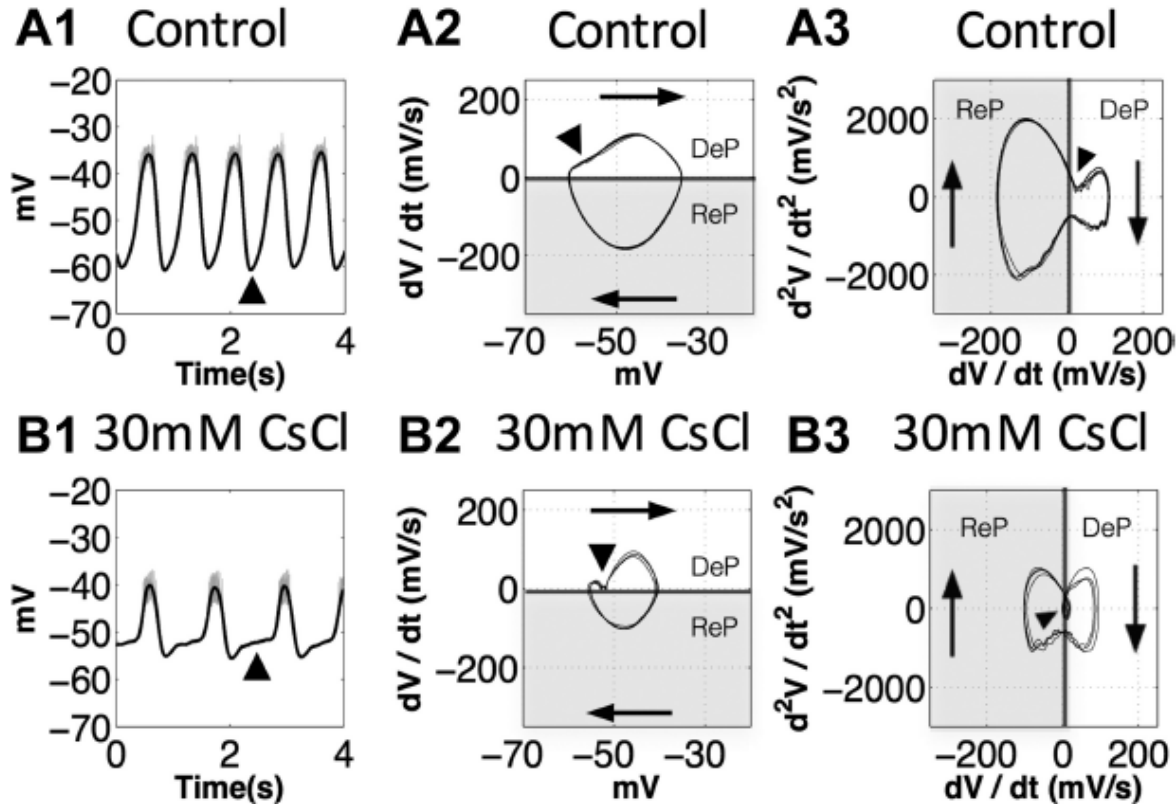 A1 Control
−20
−30
−40
−50
−60
−70
mV
0 2 4
Time(s)
A2 Control
200
0
−200
dV / dt (mV/s)
DeP
ReP
−70 −50 −30
mV
A3 Control
2000
0
−2000
d²V / dt² (mV/s²)
ReP DeP
−200 0 200
dV / dt (mV/s)
B1 30mM CsCl
−20
−30
−40
−50
−60
−70
mV
0 2 4
Time(s)
B2 30mM CsCl
200
0
−200
dV / dt (mV/s)
DeP
ReP
−70 −50 −30
mV
B3 30mM CsCl
2000
0
−2000
d²V / dt² (mV/s²)
ReP DeP
−200 0 200
dV / dt (mV/s)